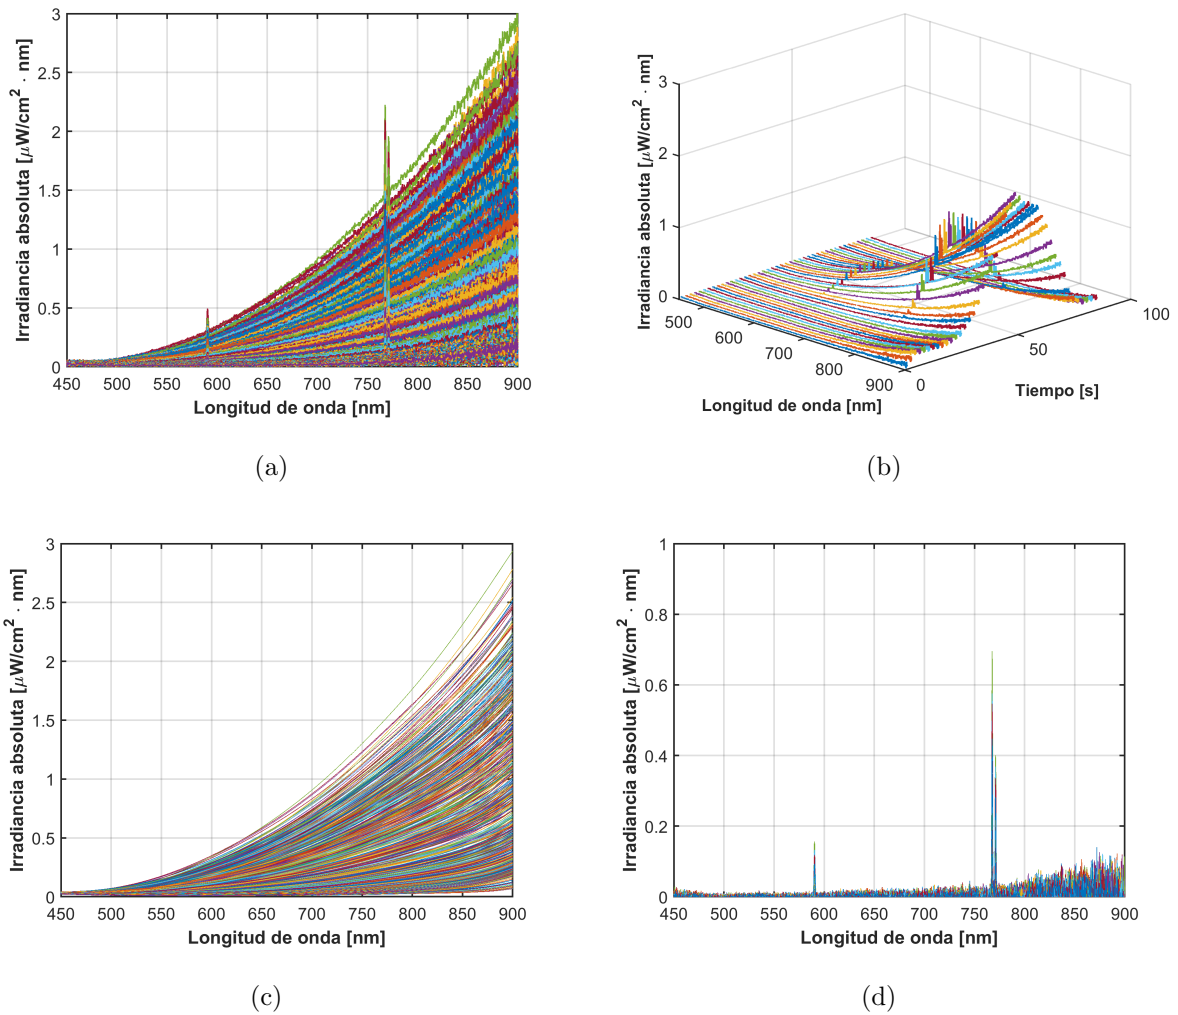 Irradiancia absoluta [μW/cm² · nm]
3
2.5
2
1.5
1
0.5
0
450 500 550 600 650 700 750 800 850 900
Longitud de onda [nm]
(a)
Irradiancia absoluta [μW/cm² · nm]
3
2
1
0
500
600
700
800
900
Longitud de onda [nm]
0
50
100
Tiempo [s]
(b)
Irradiancia absoluta [μW/cm² · nm]
3
2.5
2
1.5
1
0.5
0
450 500 550 600 650 700 750 800 850 900
Longitud de onda [nm]
(c)
Irradiancia absoluta [μW/cm² · nm]
1
0.8
0.6
0.4
0.2
0
450 500 550 600 650 700 750 800 850 900
Longitud de onda [nm]
(d)